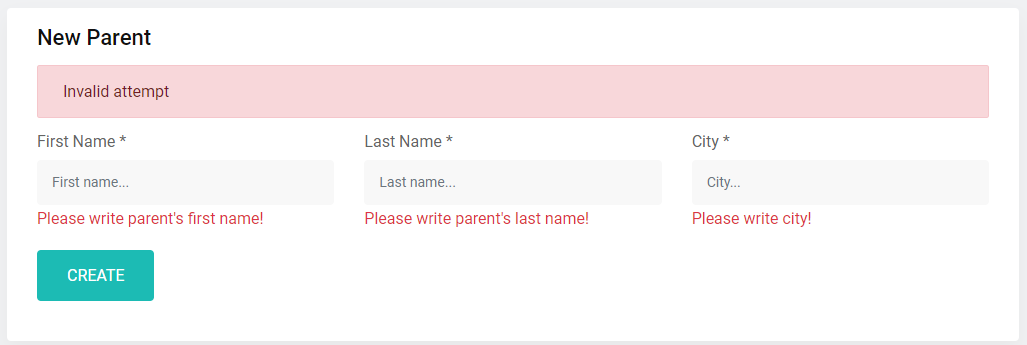 New Parent
Invalid attempt
First Name * Last Name * City *
First name... Last name... City...
Please write parent's first name! Please write parent's last name! Please write city!
CREATE